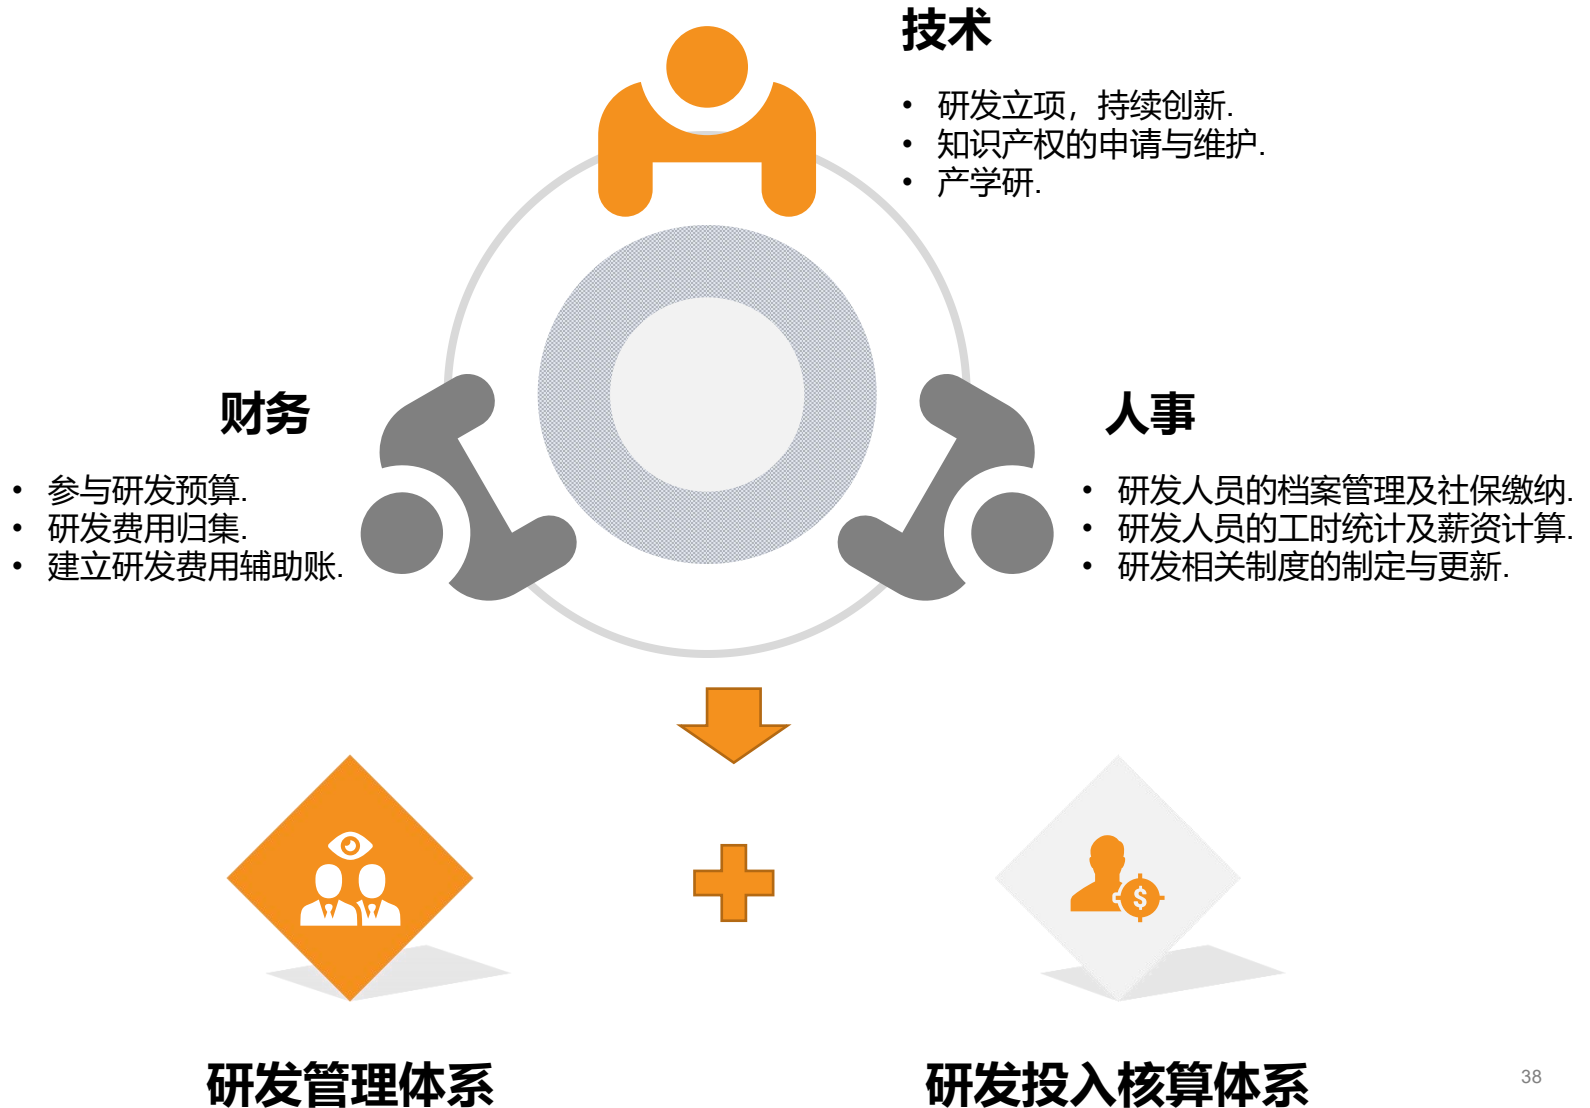 技术
• 研发立项，持续创新.
• 知识产权的申请与维护.
• 产学研.
财务
• 参与研发预算.
• 研发费用归集.
• 建立研发费用辅助账.
人事
• 研发人员的档案管理及社保缴纳.
• 研发人员的工时统计及薪资计算.
• 研发相关制度的制定与更新.
$
研发管理体系
研发投入核算体系
38